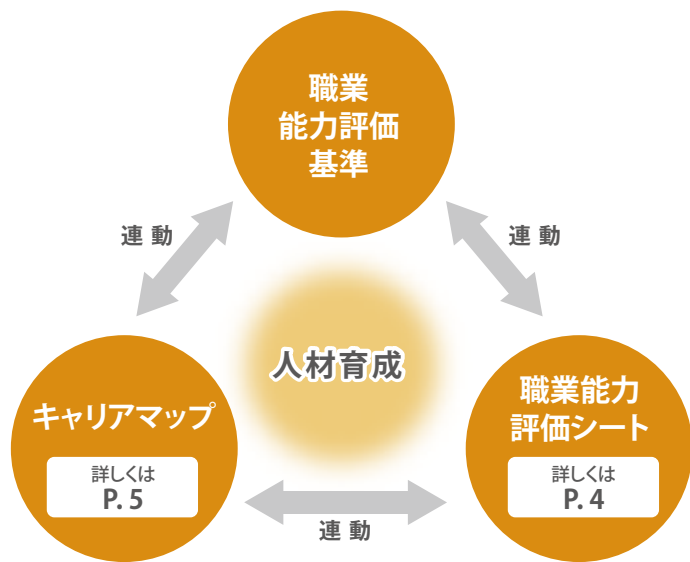 職業
能力評価
基準
連動
連動
人材育成
キャリアマップ
詳しくは
P. 5
職業能力
評価シート
詳しくは
P. 4
連動